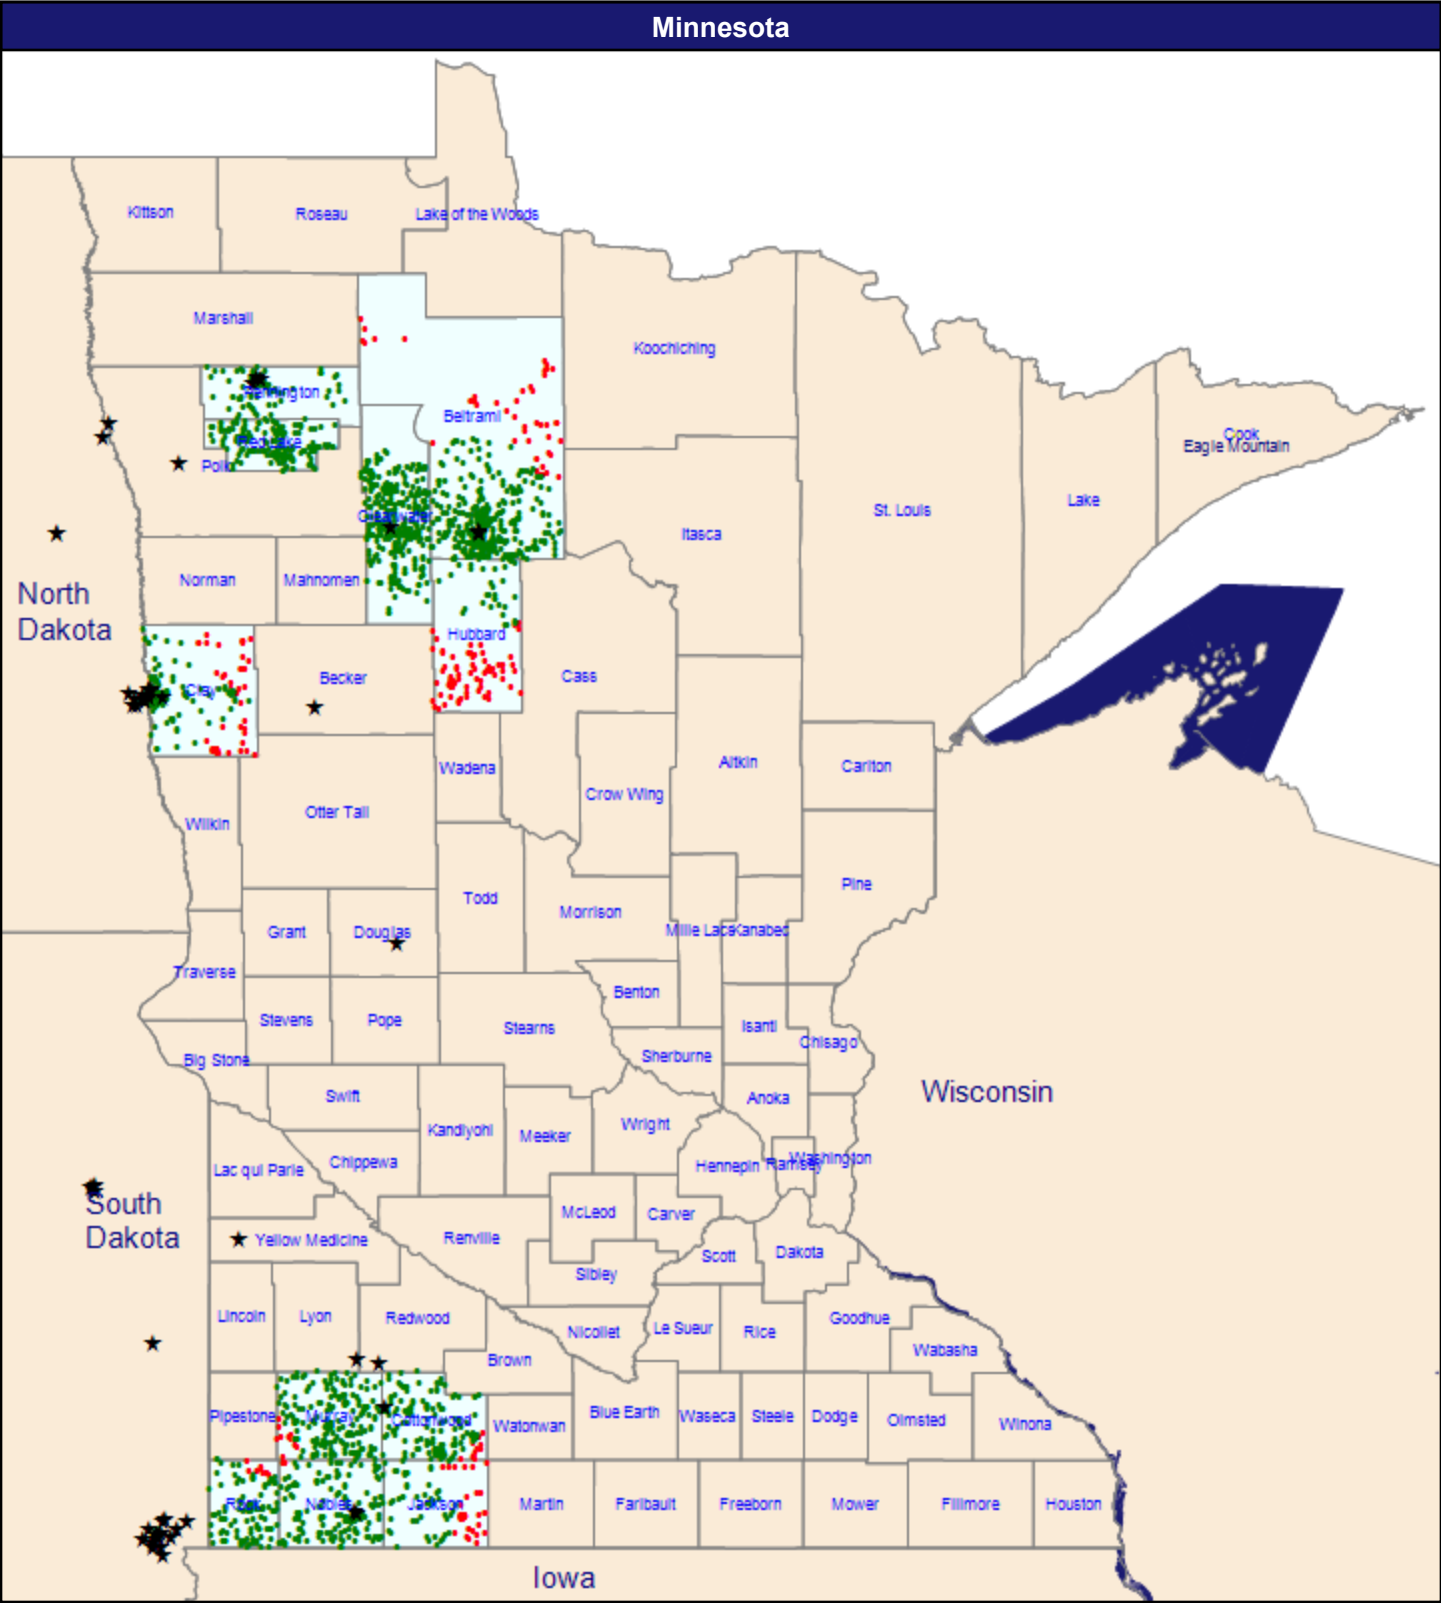 Minnesota
Kittson
Roseau
Lake of the Woods
Marshall
Koochiching
Pennington
Beltrami
Cook
Eagle Mountain
Red Lake
Polk
Lake
St. Louis
Clearwater
Itasca
Norman
Mahnomen
North
Dakota
Hubbard
Becker
Cass
Clay
Wadena
Aitkin
Carlton
Crow Wing
Otter Tail
Wilkin
Pine
Todd
Morrison
Grant
Douglas
Mille Lacs
Kanabec
Traverse
Benton
Stevens
Pope
Stearns
Isanti
Chisago
Sherburne
Big Stone
Swift
Anoka
Wisconsin
Wright
Kandiyohi
Meeker
Chippewa
Hennepin
Ramsey
Washington
Lac qui Parle
South
Dakota
McLeod
Carver
Yellow Medicine
Renville
Scott
Dakota
Sibley
Lincoln
Lyon
Redwood
Goodhue
Nicollet
Le Sueur
Rice
Wabasha
Brown
Pipestone
Murray
Cottonwood
Watonwan
Blue Earth
Waseca
Steele
Dodge
Olmsted
Winona
Rock
Nobles
Jackson
Martin
Faribault
Freeborn
Mower
Fillmore
Houston
Iowa